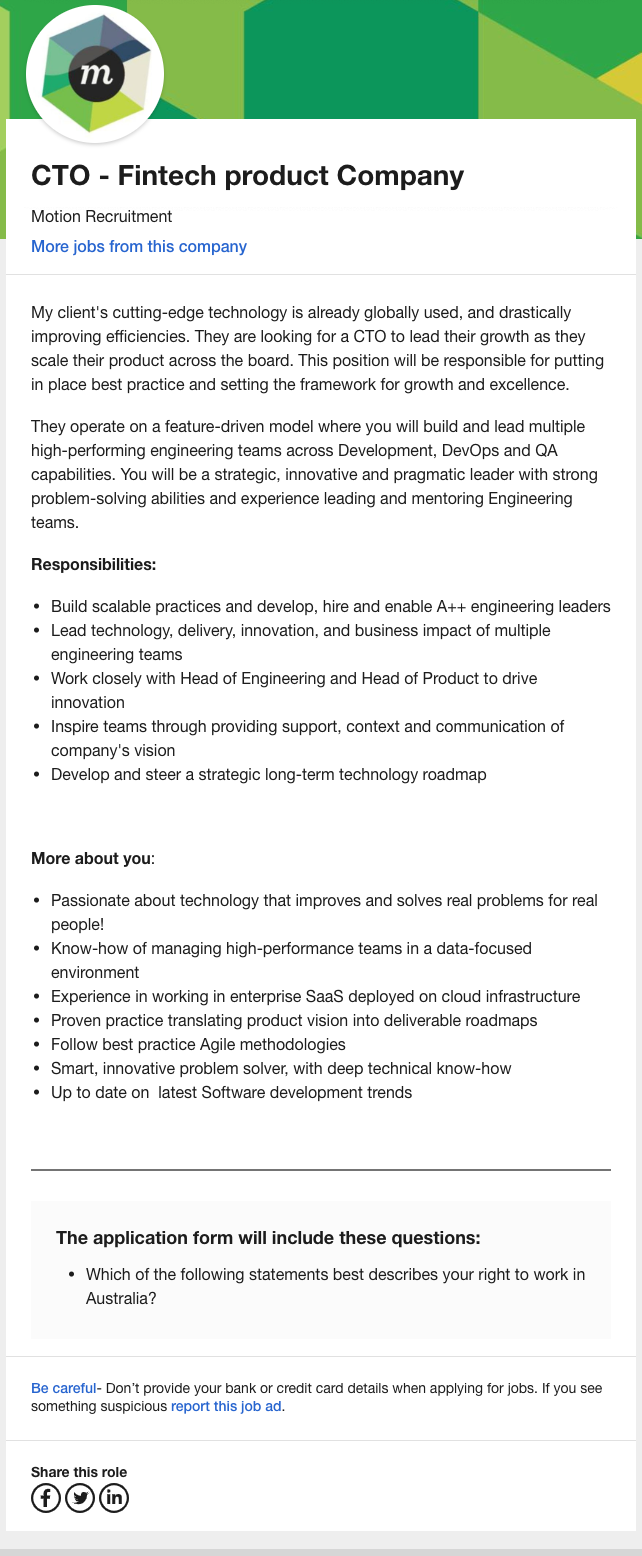 m
CTO - Fintech product Company
Motion Recruitment
More jobs from this company
My client's cutting-edge technology is already globally used, and drastically
improving efficiencies. They are looking for a CTO to lead their growth as they
scale their product across the board. This position will be responsible for putting
in place best practice and setting the framework for growth and excellence.
They operate on a feature-driven model where you will build and lead multiple
high-performing engineering teams across Development, DevOps and QA
capabilities. You will be a strategic, innovative and pragmatic leader with strong
problem-solving abilities and experience leading and mentoring Engineering
teams.
Responsibilities:
• Build scalable practices and develop, hire and enable A++ engineering leaders
• Lead technology, delivery, innovation, and business impact of multiple
engineering teams
• Work closely with Head of Engineering and Head of Product to drive
innovation
• Inspire teams through providing support, context and communication of
company's vision
• Develop and steer a strategic long-term technology roadmap
More about you:
• Passionate about technology that improves and solves real problems for real
people!
• Know-how of managing high-performance teams in a data-focused
environment
• Experience in working in enterprise SaaS deployed on cloud infrastructure
• Proven practice translating product vision into deliverable roadmaps
• Follow best practice Agile methodologies
• Smart, innovative problem solver, with deep technical know-how
• Up to date on  latest Software development trends
The application form will include these questions:
• Which of the following statements best describes your right to work in
Australia?
Be careful- Don’t provide your bank or credit card details when applying for jobs. If you see
something suspicious report this job ad.
Share this role